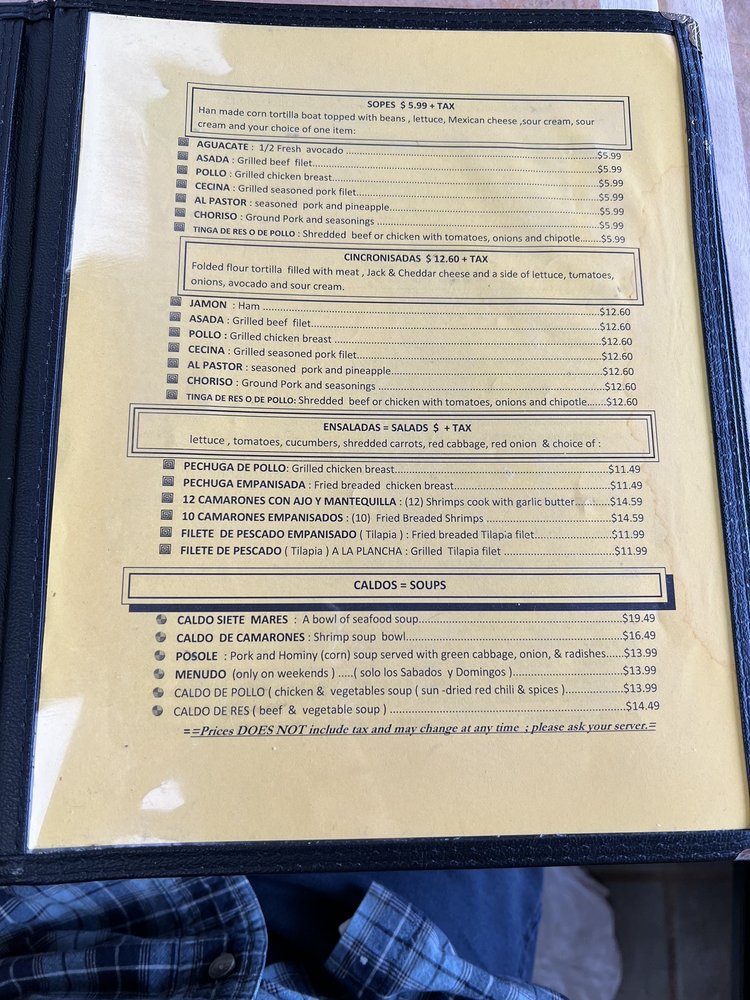 SOPES $ 5.99 + TAX
Han made corn tortilla boat topped with beans , lettuce, Mexican cheese ,sour cream, sour
cream and your choice of one item:
AGUACATE : 1/2 Fresh avocado ....................................................................$5.99
ASADA : Grilled beef filet............................................................................$5.99
POLLO : Grilled chicken breast.......................................................................$5.99
CECINA : Grilled seasoned pork filet.................................................................$5.99
AL PASTOR : seasoned pork and pineapple.........................................................$5.99
CHORISO : Ground Pork and seasonings ............................................................$5.99
TINGA DE RES O DE POLLO : Shredded beef or chicken with tomatoes, onions and chipotle.......$5.99
CINCRONISADAS $ 12.60 + TAX
Folded flour tortilla filled with meat , Jack & Cheddar cheese and a side of lettuce, tomatoes,
onions, avocado and sour cream.
JAMON : Ham ..........................................................................................$12.60
ASADA : Grilled beef filet............................................................................$12.60
POLLO : Grilled chicken breast .......................................................................$12.60
CECINA : Grilled seasoned pork filet.................................................................$12.60
AL PASTOR : seasoned pork and pineapple.........................................................$12.60
CHORISO : Ground Pork and seasonings ............................................................$12.60
TINGA DE RES O DE POLLO: Shredded beef or chicken with tomatoes, onions and chipotle.......$12.60
ENSALADAS = SALADS $ + TAX
lettuce , tomatoes, cucumbers, shredded carrots, red cabbage, red onion & choice of :
PECHUGA DE POLLO: Grilled chicken breast.......................................................$11.49
PECHUGA EMPANISADA : Fried breaded chicken breast........................................$11.49
12 CAMARONES CON AJO Y MANTEQUILLA : (12) Shrimps cook with garlic butter..........$14.59
10 CAMARONES EMPANISADOS : (10) Fried Breaded Shrimps ................................$14.59
FILETE DE PESCADO EMPANISADO ( Tilapia ) : Fried breaded Tilapia filet...................$11.99
FILETE DE PESCADO ( Tilapia ) A LA PLANCHA : Grilled Tilapia filet ...........................$11.99
CALDOS = SOUPS
CALDO SIETE MARES : A bowl of seafood soup...................................................$19.49
CALDO DE CAMARONES : Shrimp soup bowl.......................................................$16.49
POSOLE : Pork and Hominy (corn) soup served with green cabbage, onion, & radishes......$13.99
MENUDO (only on weekends ) .....( solo los Sabados y Domingos )...........................$13.99
CALDO DE POLLO ( chicken & vegetables soup ( sun -dried red chili & spices )...............$13.99
CALDO DE RES ( beef & vegetable soup ) ............................................................$14.49
==Prices DOES NOT include tax and may change at any time ; please ask your server.=